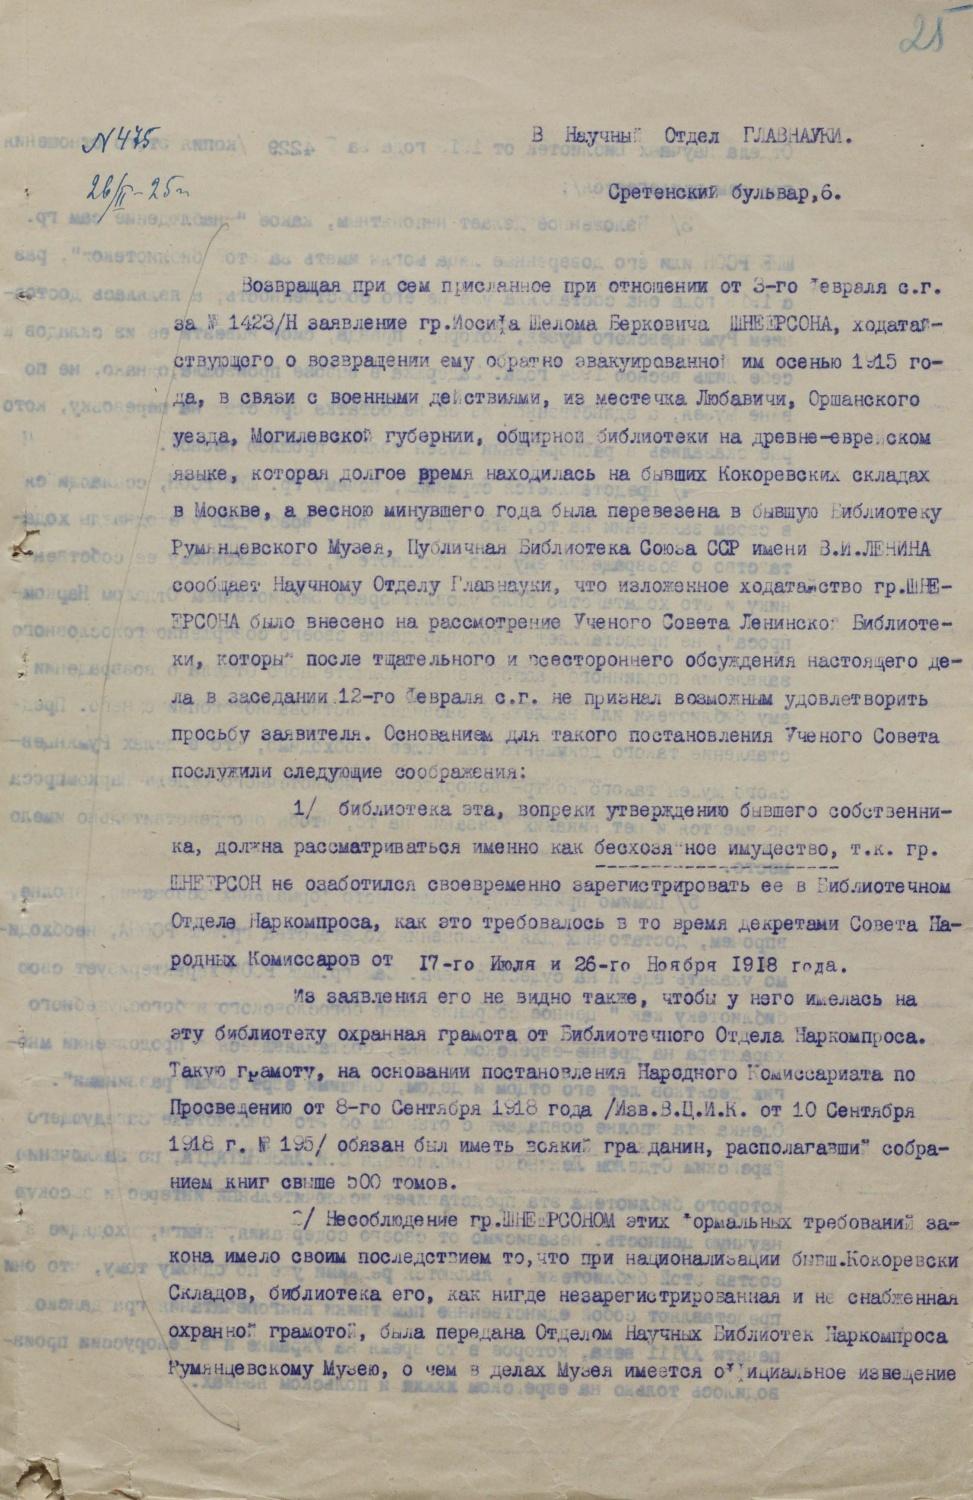 25
№ 475
26/II-25 г.
В Научный Отдел ГЛАВНАУКИ.
Сретенский бульвар,6.
Возвращая при сем присланное при отношении от 3-го Февраля с.г.
за № 1423/Н заявление гр.Иосифа Шелома Берковича ШНЕЕРСОНА, ходатай-
ствующего о возвращении ему обратно эвакуированной им осенью 1915 го-
да, в связи с военными действиями, из местечка Любавичи, Оршанского
уезда, Могилевской губернии, обширной библиотеки на древне-еврейском
языке, которая долгое время находилась на бывших Кокоревских складах
в Москве, а весною минувшего года была перевезена в бывшую Библиотеку
Румянцевского Музея, Публичная Библиотека Союза ССР имени В.И.ЛЕНИНА
сообщает Научному Отделу Главнауки, что изложенное ходатайство гр.ШНЕ-
ЕРСОНА было внесено на рассмотрение Ученого Совета Ленинской Библиоте-
ки, который после тщательного и всестороннего обсуждения настоящего де-
ла в заседании 12-го Февраля с.г. не признал возможным удовлетворить
просьбу заявителя. Основанием для такого постановления Ученого Совета
послужили следующие соображения:
1/ библиотека эта, вопреки утверждению бывшего собственни-
ка, должна рассматриваться именно как бесхозяйное имущество, т.к. гр.
ШНЕЕРСОН не озаботился своевременно зарегистрировать ее в Библиотечном
Отделе Наркомпроса, как это требовалось в то время декретами Совета На-
родных Комиссаров от 17-го Июля и 26-го Ноября 1918 года.
Из заявления его не видно также, чтобы у него имелась на
эту библиотеку охранная грамота от Библиотечного Отдела Наркомпроса.
Такую грамоту, на основании постановления Народного Комиссариата по
Просвещению от 8-го Сентября 1918 года /Изв.В.Ц.И.К. от 10 Сентября
1918 г. № 195/ обязан был иметь всякий гражданин, располагавший собра-
нием книг свыше 500 томов.
2/ Несоблюдение гр.ШНЕЕРСОНОМ этих формальных требований за-
кона имело своим последствием то,что при национализации бывш.Кокоревски
Складов, библиотека его, как нигде незарегистрированная и не снабженная
охранной грамотой, была передана Отделом Научных Библиотек Наркомпроса
Румянцевскому Музею, о чем в делах Музея имеется официальное изведение